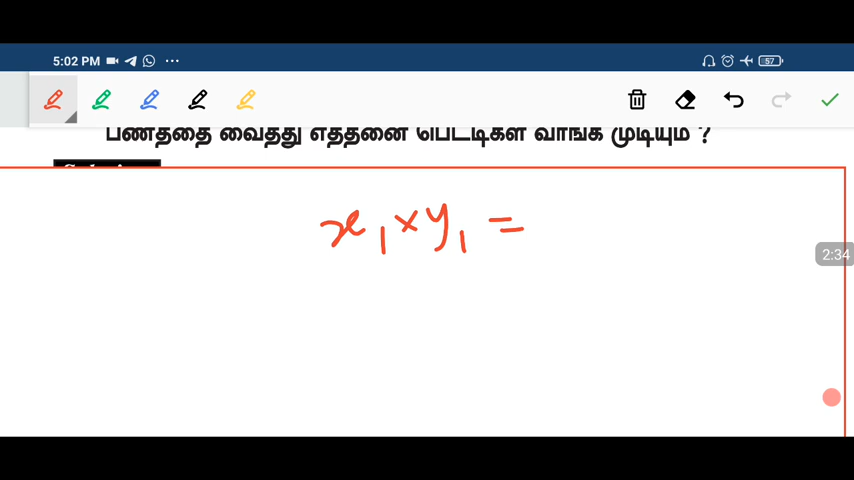 5:02 PM ...
57
பணத்தை வைத்து எத்தனை பெட்டிகள் வாங்க முடியும் ?
x₁ × y₁ =
2:34